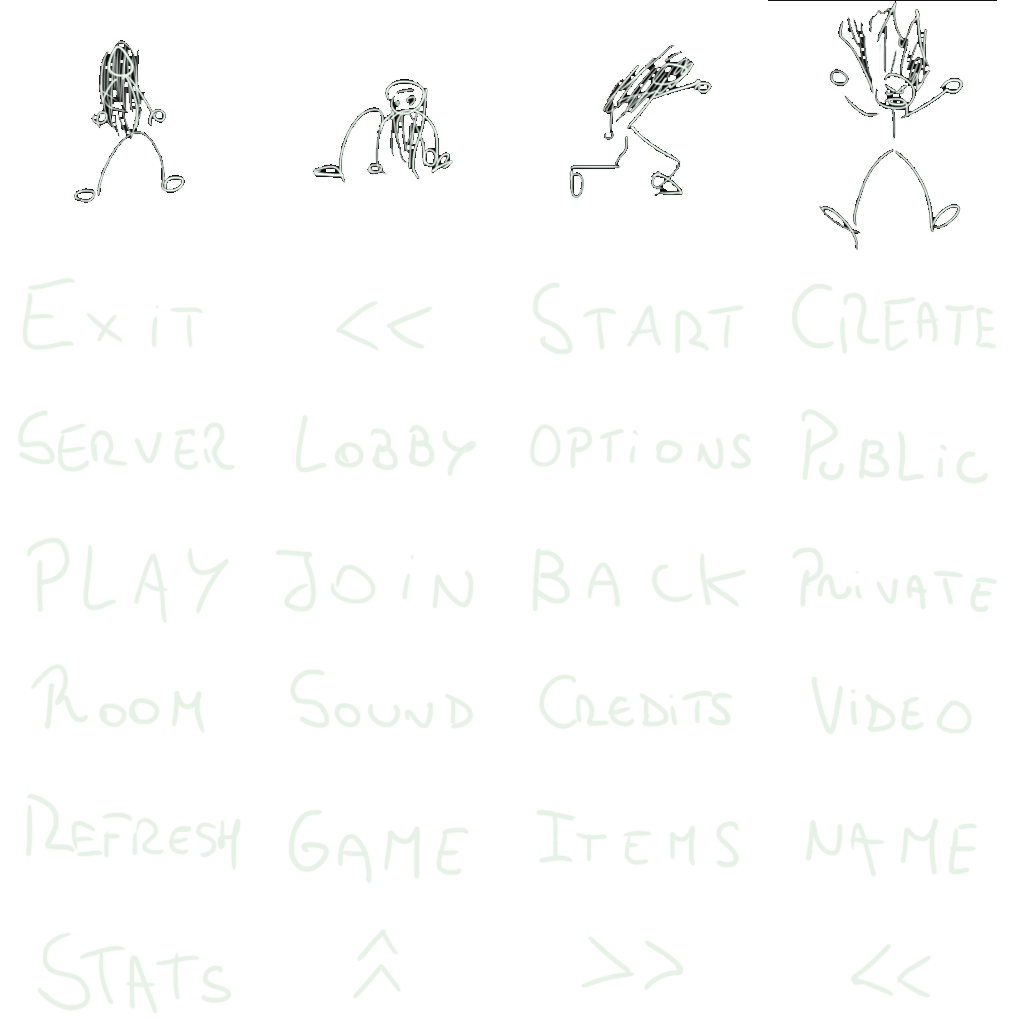 EXIT << START CREATE
SERVER LOBBY OPTIONS PUBLIC
PLAY JOIN BACK PRIVATE
ROOM SOUND CREDITS VIDEO
REFRESH GAME ITEMS NAME
STATS ^^ >> <<